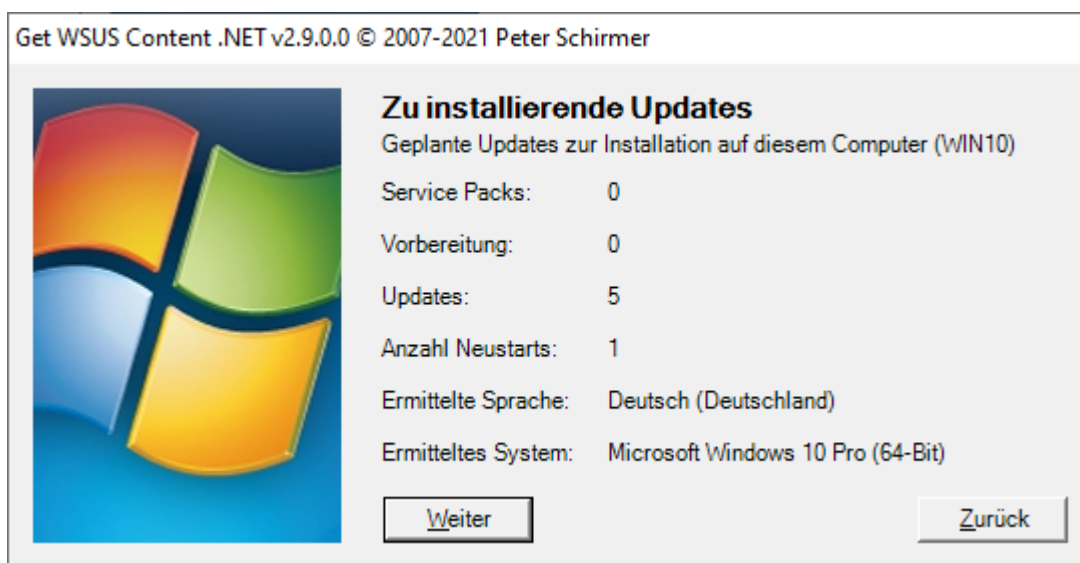 Get WSUS Content .NET v2.9.0.0 © 2007-2021 Peter Schirmer
Zu installierende Updates
Geplante Updates zur Installation auf diesem Computer (WIN10)
Service Packs: 0
Vorbereitung: 0
Updates: 5
Anzahl Neustarts: 1
Ermittelte Sprache: Deutsch (Deutschland)
Ermitteltes System: Microsoft Windows 10 Pro (64-Bit)
Weiter Zurück